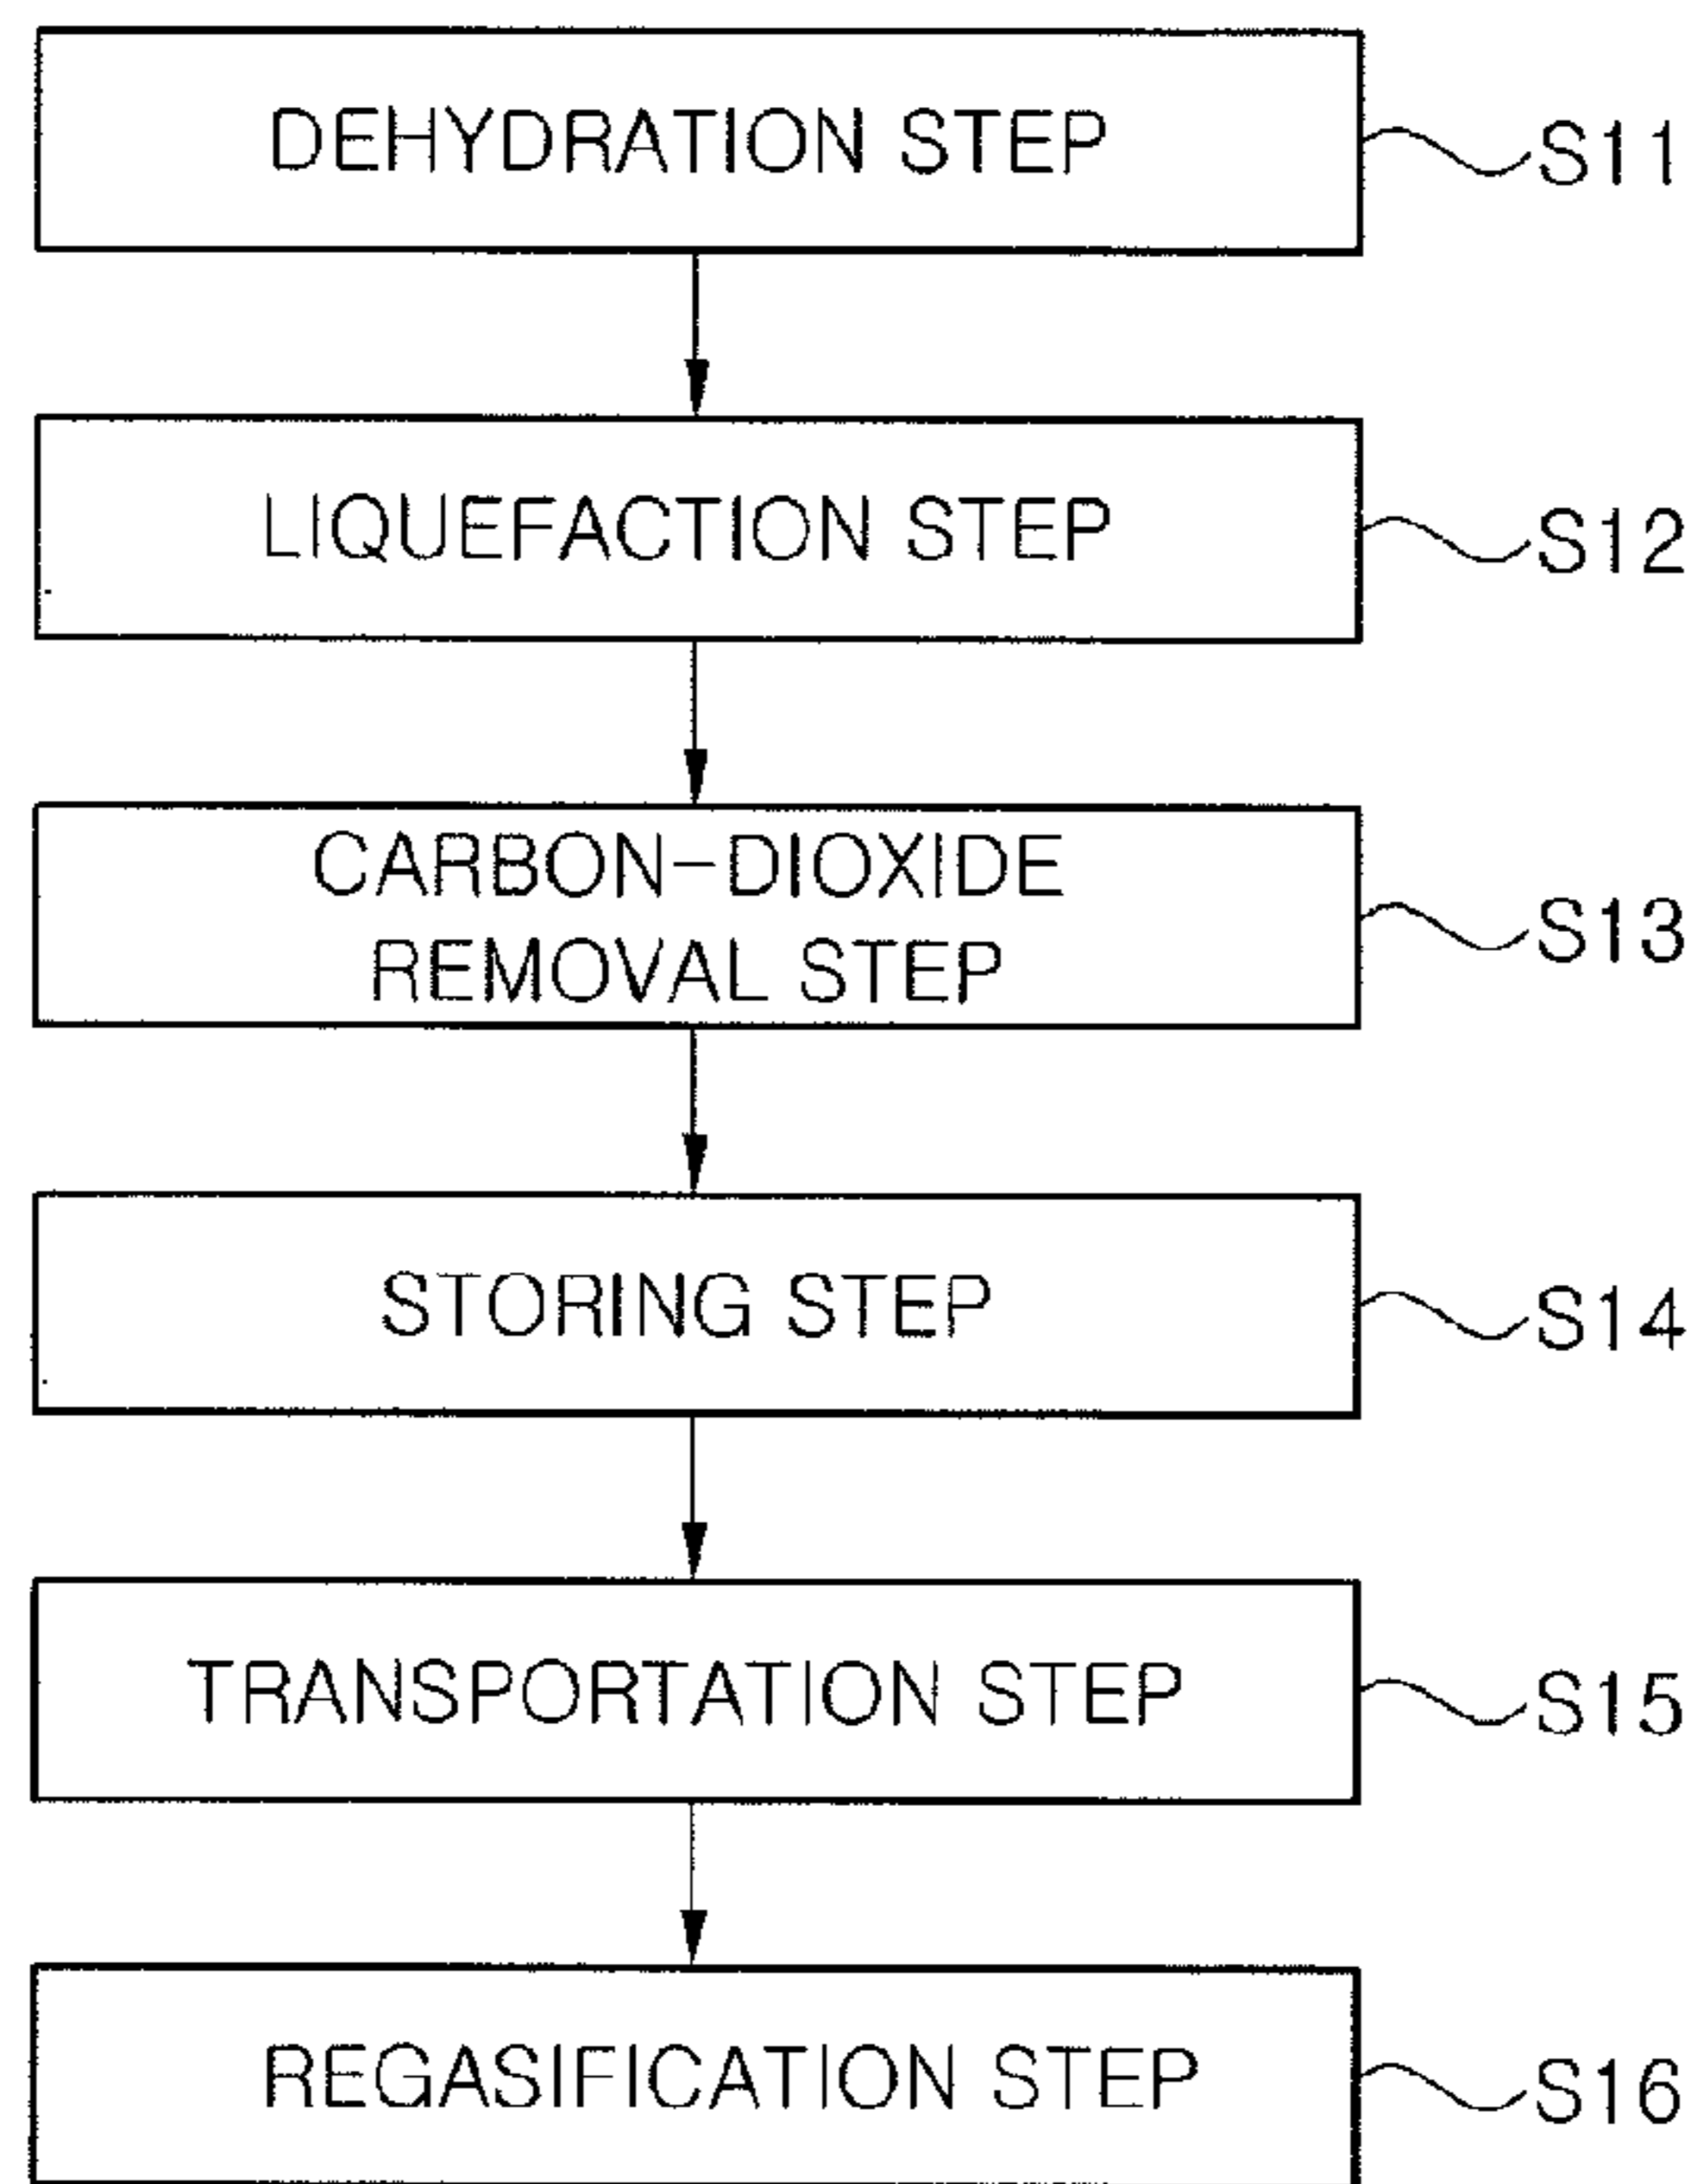 DEHYDRATION STEP S11
LIQUEFACTION STEP S12
CARBON-DIOXIDE
REMOVAL STEP S13
STORING STEP S14
TRANSPORTATION STEP S15
REGASIFICATION STEP S16